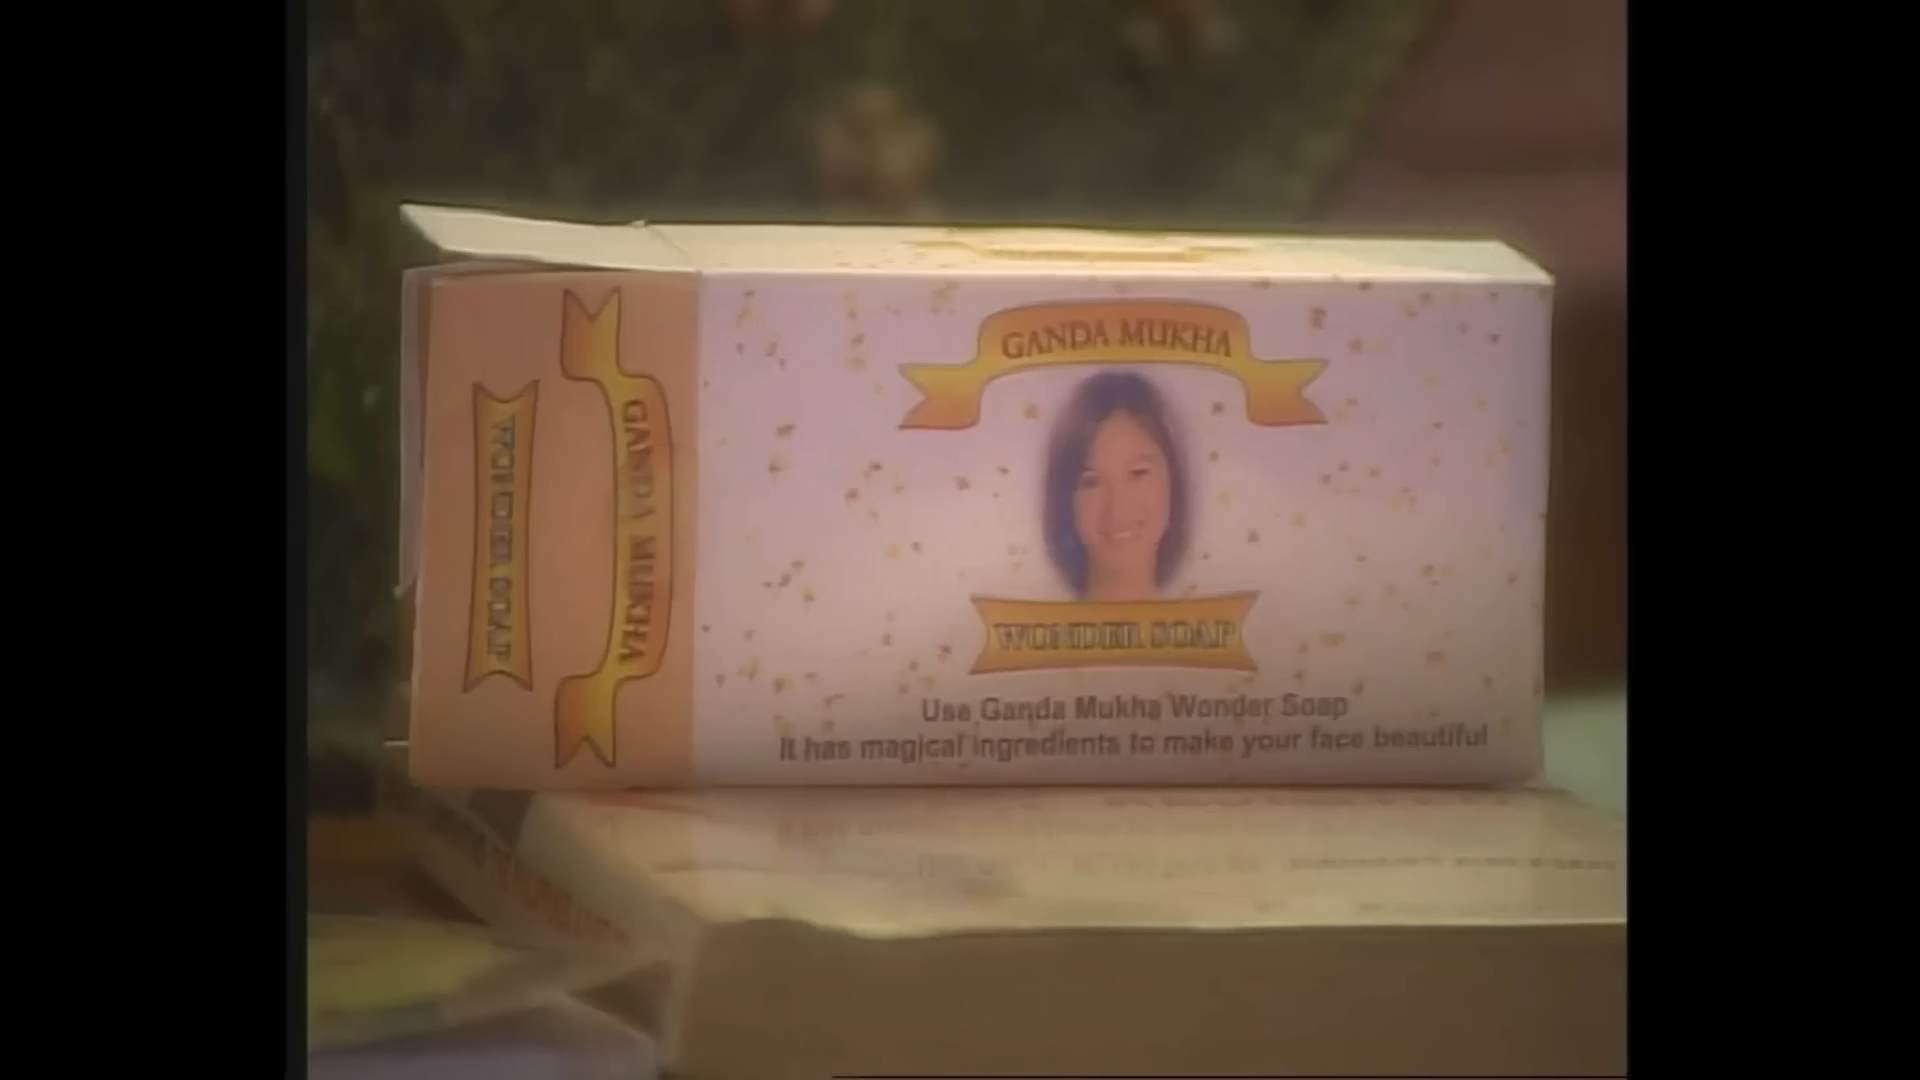 GANDA MUKHA
WONDER SOAP
Use Ganda Mukha Wonder Soap
It has magical ingredients to make your face beautiful
GANDA MUKHA
WONDER SOAP